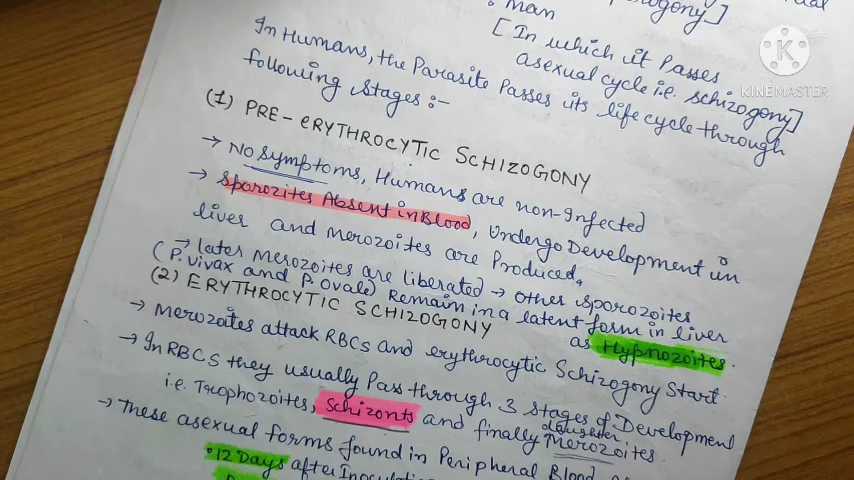 : Man
[In which it Passes
asexual cycle i.e. schizogony]
KINEMASTER
In Humans, the Parasite Passes its life cycle through
following stages :-
(1) PRE-ERYTHROCYTIC SCHIZOGONY
→ NO Symptoms, Humans are non-Infected
→ Sporozites Absent in Blood, Undergo Development in
liver and merozoites are Produced.
→ later merozoites are liberated → other sporozoites
(P. vivax and P. ovale) Remain in a latent form in liver
as Hypnozoites.
(2) ERYTHROCYTIC SCHIZOGONY
→ Merozoites attack RBCs and erythrocytic Schizogony Start.
→ In RBCS they usually Pass through 3 stages of Development
i.e. Trophozoites, Schizonts and finally daughter Merozoites.
→ These asexual forms found in Peripheral Blood
• 12 Days after